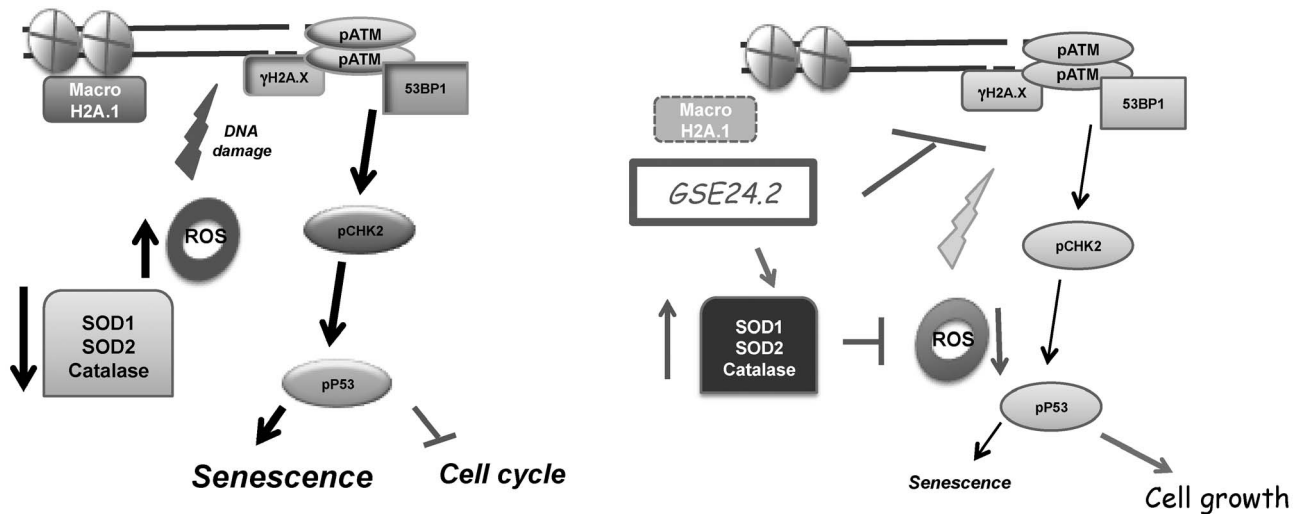 pATM
pATM
γH2A.X
53BP1
Macro
H2A.1
DNA
damage
ROS
pCHK2
SOD1
SOD2
Catalase
pP53
Senescence
Cell cycle
pATM
pATM
γH2A.X
53BP1
Macro
H2A.1
GSE24.2
pCHK2
SOD1
SOD2
Catalase
ROS
pP53
Senescence
Cell growth